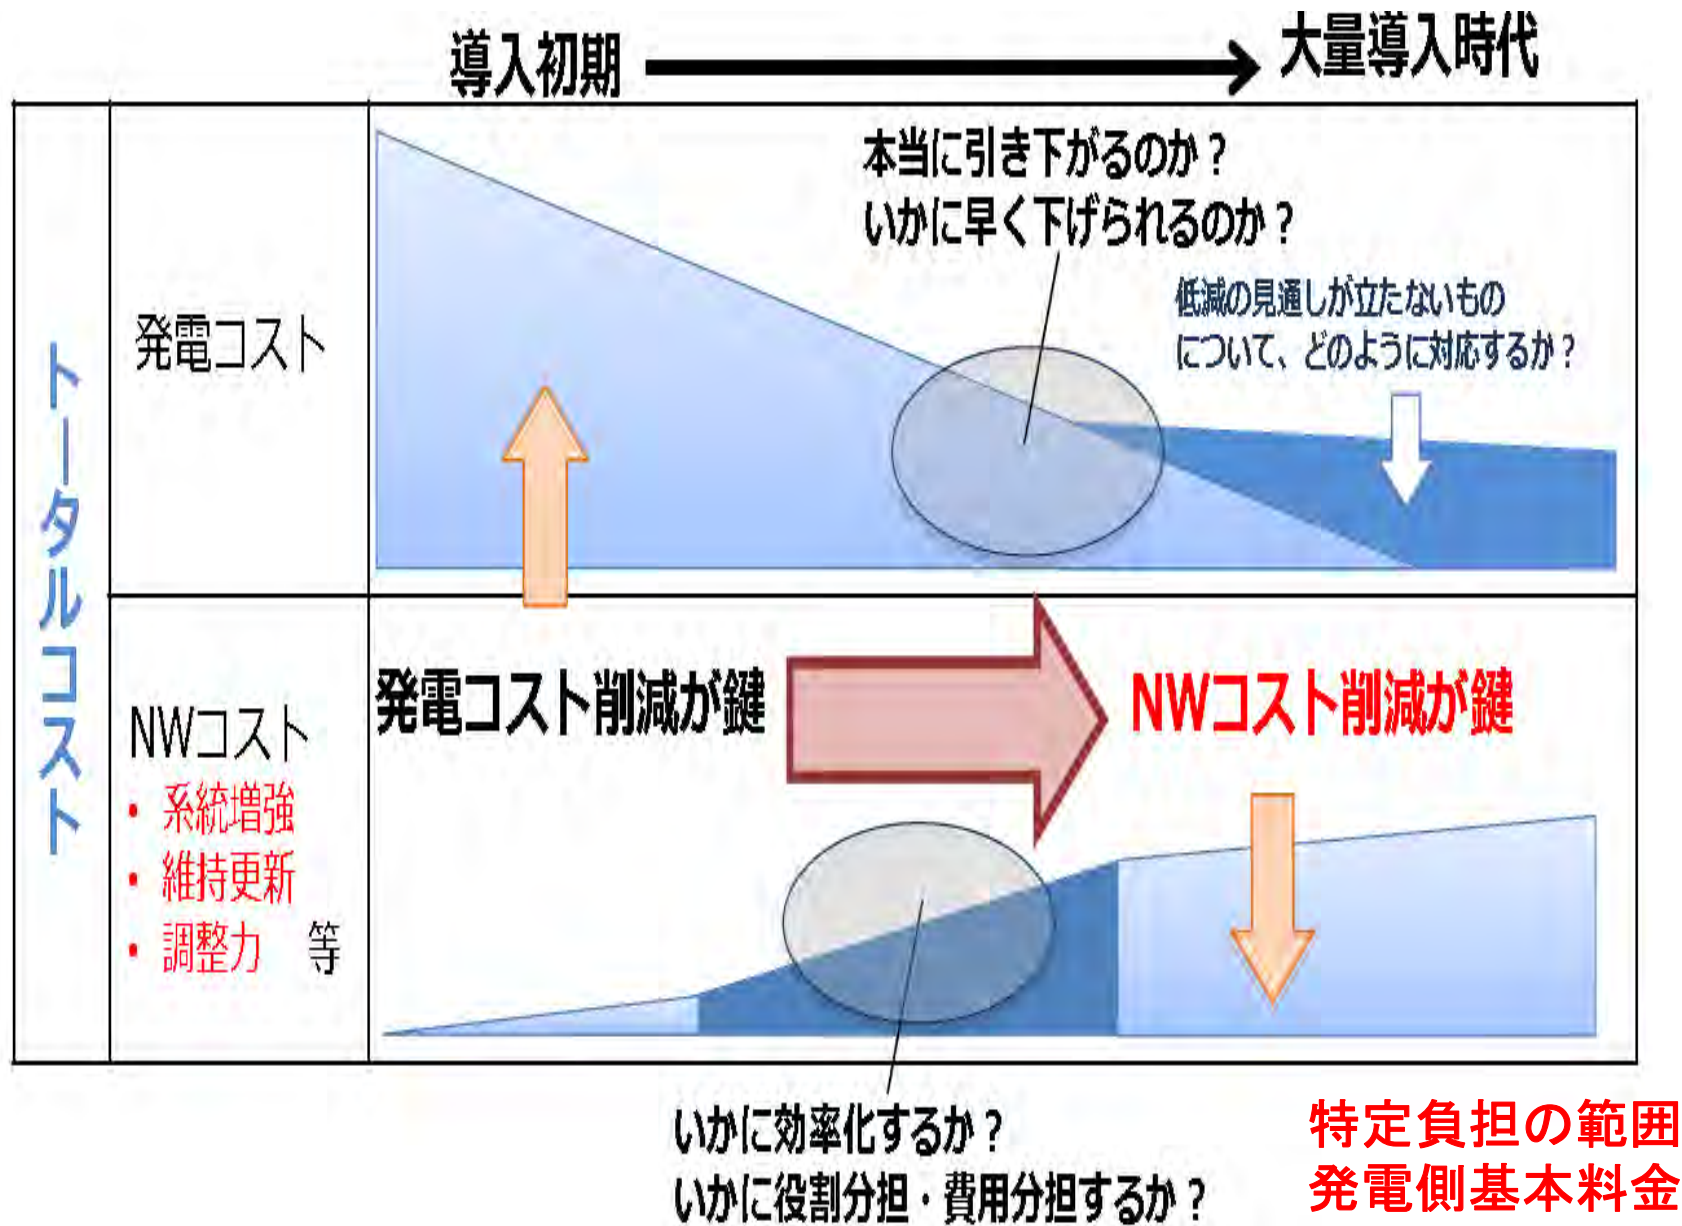 導入初期
大量導入時代
トータルコスト
発電コスト
本当に引き下がるのか?
いかに早く下げられるのか?
低減の見通しが立たないもの
について、どのように対応するか?
NWコスト
・ 系統増強
・ 維持更新
・ 調整力 等
発電コスト削減が鍵
NWコスト削減が鍵
いかに効率化するか?
いかに役割分担・費用分担するか?
特定負担の範囲
発電側基本料金